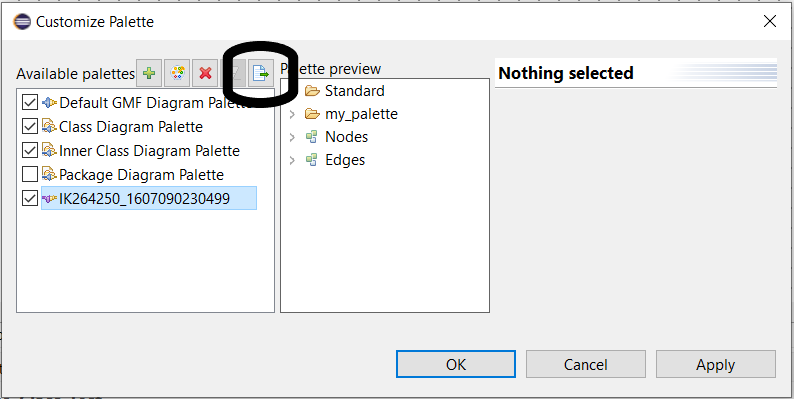 Customize Palette
Available palettes
Palette preview
Nothing selected
Default GMF Diagram Palette
Class Diagram Palette
Inner Class Diagram Palette
Package Diagram Palette
IK264250_1607090230499
Standard
my_palette
Nodes
Edges
OK
Cancel
Apply